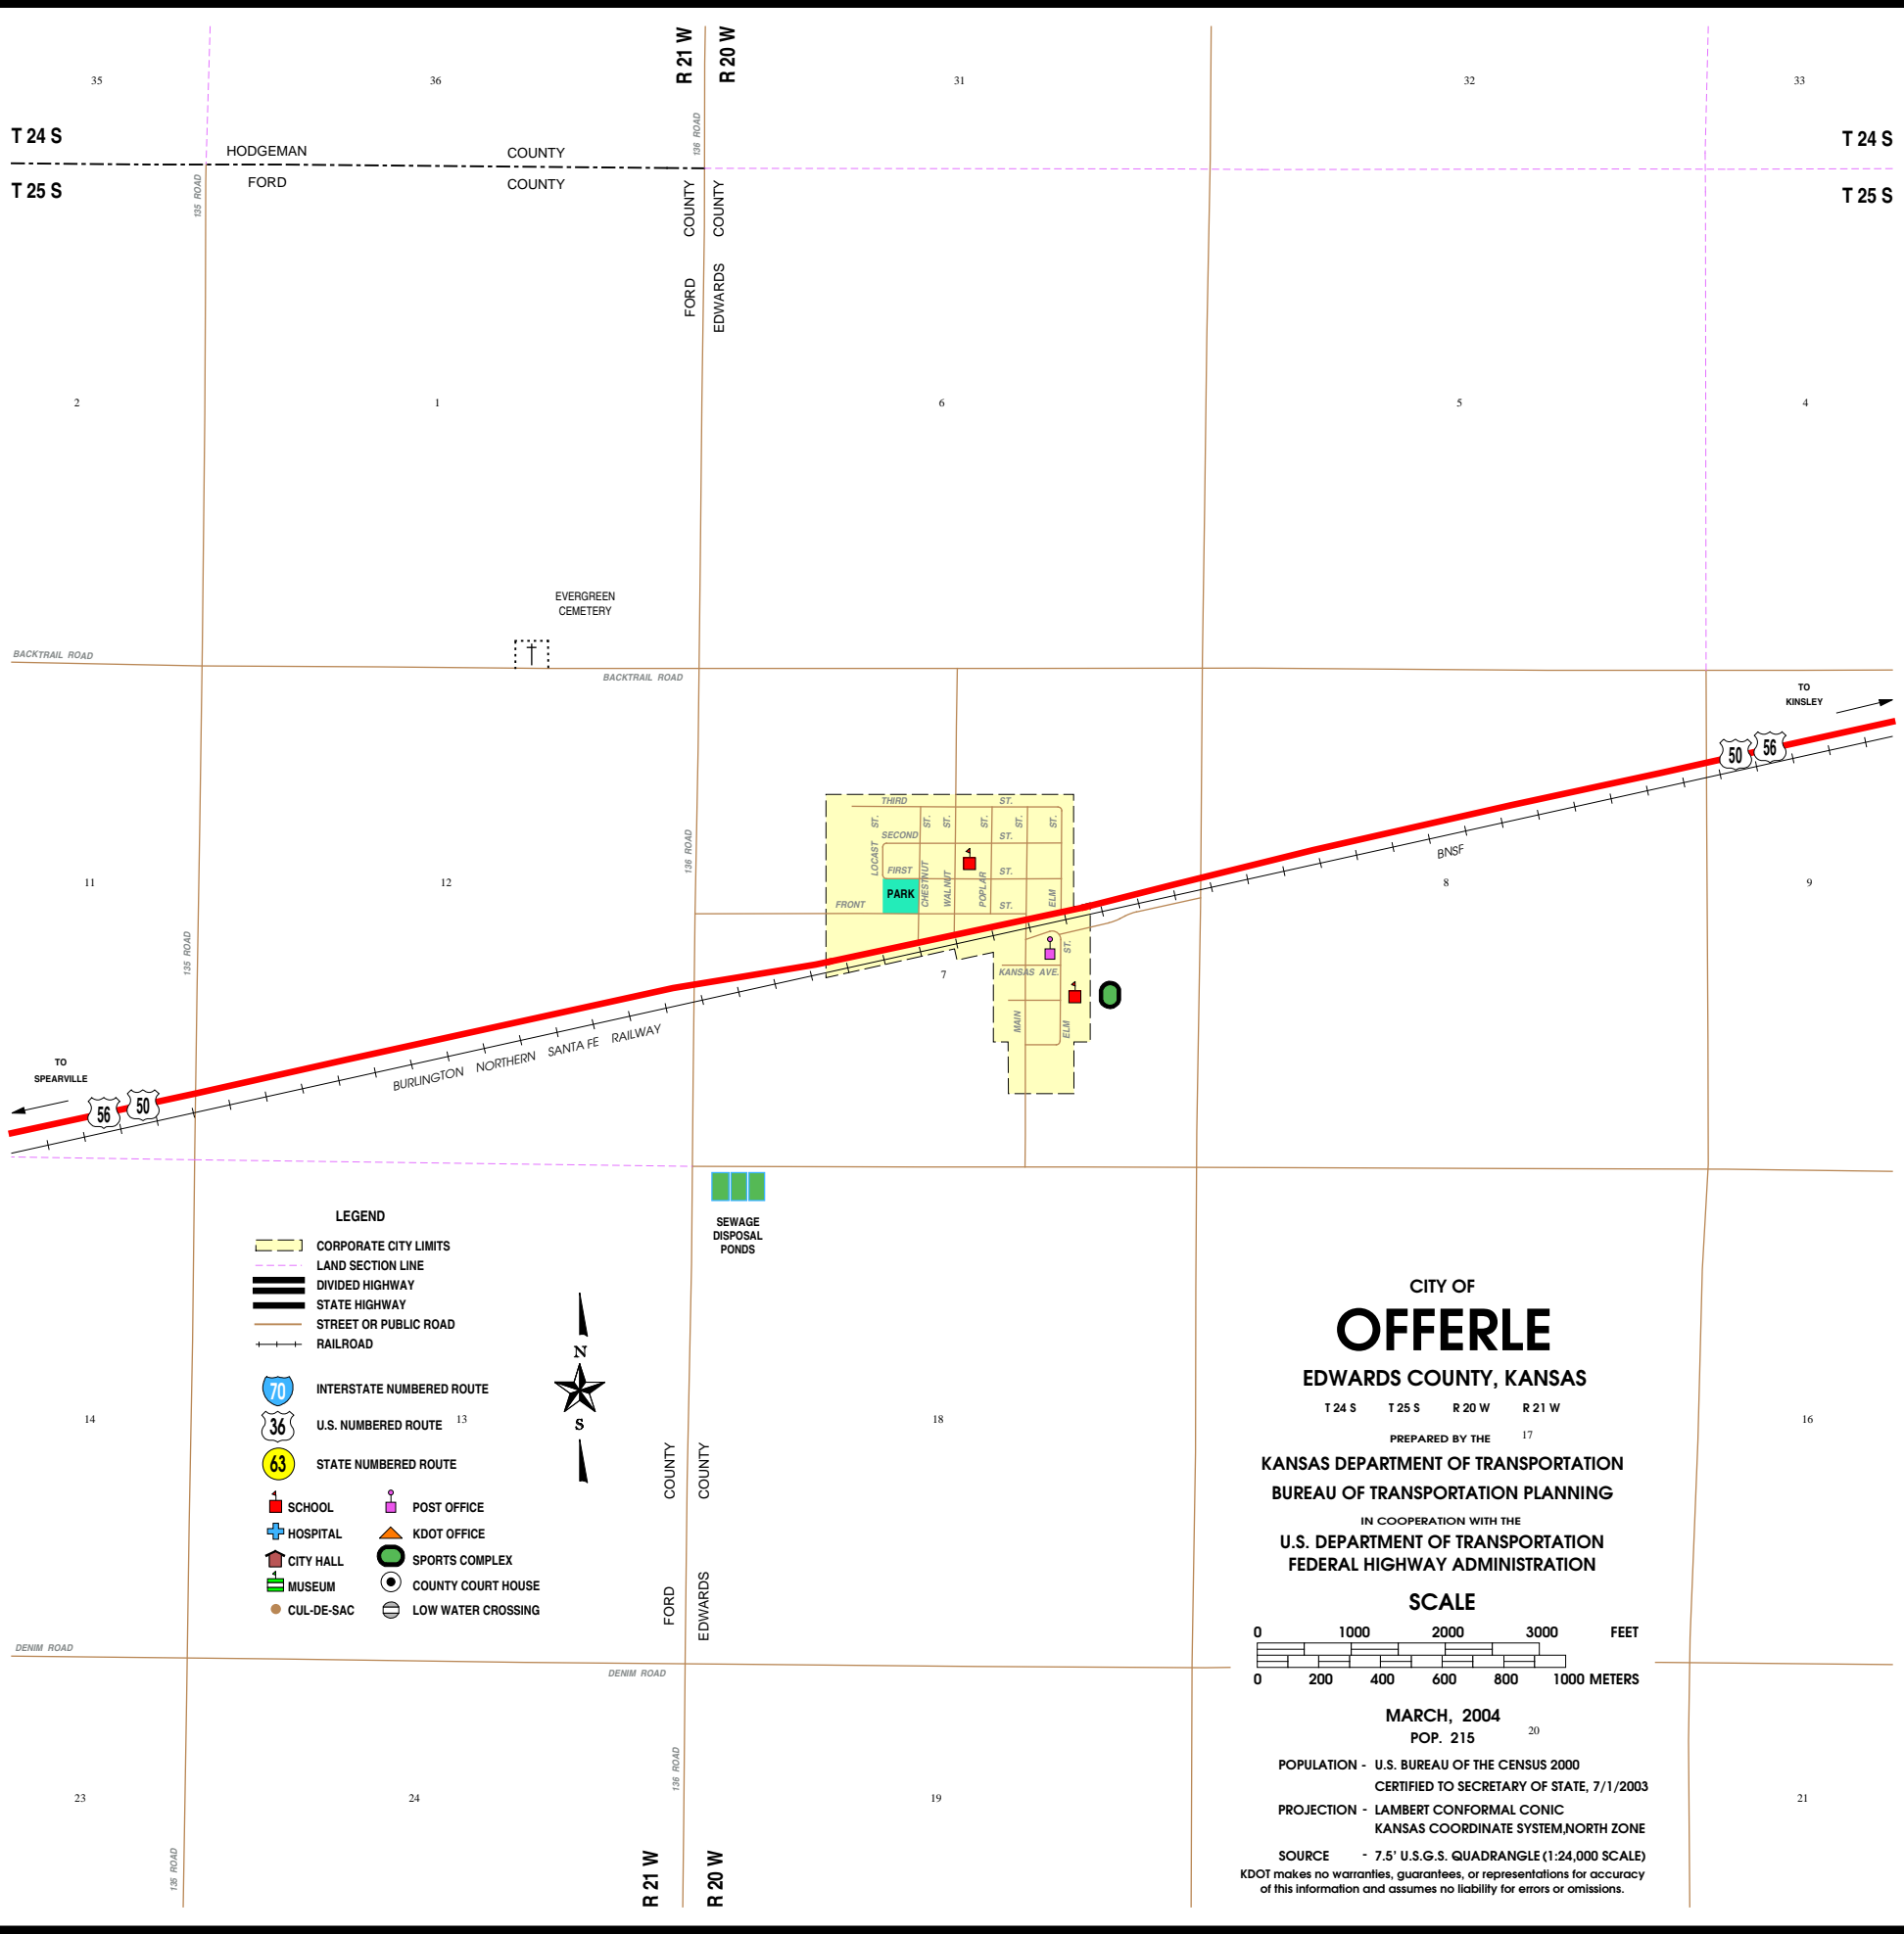 R 21 W R 20 W
35 36 31 32 33
136 ROAD
T 24 S T 24 S
HODGEMAN COUNTY
FORD COUNTY
T 25 S T 25 S
135 ROAD
FORD COUNTY
EDWARDS COUNTY
2 1 6 5 4
EVERGREEN
CEMETERY
BACKTRAIL ROAD
BACKTRAIL ROAD
TO
KINSLEY
50 56
THIRD ST.
LOCAST ST.
CHESTNUT ST.
WALNUT ST.
POPLAR ST.
ST.
ELM ST.
SECOND ST.
FIRST ST.
PARK
FRONT ST.
136 ROAD
BNSF
11 12 8 9
135 ROAD
7
ST.
KANSAS AVE.
MAIN
ELM
BURLINGTON NORTHERN SANTA FE RAILWAY
TO
SPEARVILLE
56 50
SEWAGE
DISPOSAL
PONDS
LEGEND
CORPORATE CITY LIMITS
LAND SECTION LINE
DIVIDED HIGHWAY
STATE HIGHWAY
STREET OR PUBLIC ROAD
RAILROAD
70 INTERSTATE NUMBERED ROUTE
36 U.S. NUMBERED ROUTE
63 STATE NUMBERED ROUTE
SCHOOL POST OFFICE
HOSPITAL KDOT OFFICE
CITY HALL SPORTS COMPLEX
MUSEUM COUNTY COURT HOUSE
CUL-DE-SAC LOW WATER CROSSING
N
S
14 13 18 17 16
FORD COUNTY
EDWARDS COUNTY
CITY OF
OFFERLE
EDWARDS COUNTY, KANSAS
T 24 S T 25 S R 20 W R 21 W
PREPARED BY THE
KANSAS DEPARTMENT OF TRANSPORTATION
BUREAU OF TRANSPORTATION PLANNING
IN COOPERATION WITH THE
U.S. DEPARTMENT OF TRANSPORTATION
FEDERAL HIGHWAY ADMINISTRATION
SCALE
0 1000 2000 3000 FEET
0 200 400 600 800 1000 METERS
DENIM ROAD
DENIM ROAD
MARCH, 2004
POP. 215
20
POPULATION - U.S. BUREAU OF THE CENSUS 2000
CERTIFIED TO SECRETARY OF STATE, 7/1/2003
PROJECTION - LAMBERT CONFORMAL CONIC
KANSAS COORDINATE SYSTEM,NORTH ZONE
SOURCE - 7.5' U.S.G.S. QUADRANGLE (1:24,000 SCALE)
KDOT makes no warranties, guarantees, or representations for accuracy
of this information and assumes no liability for errors or omissions.
136 ROAD
23 24 19 21
135 ROAD
R 21 W R 20 W